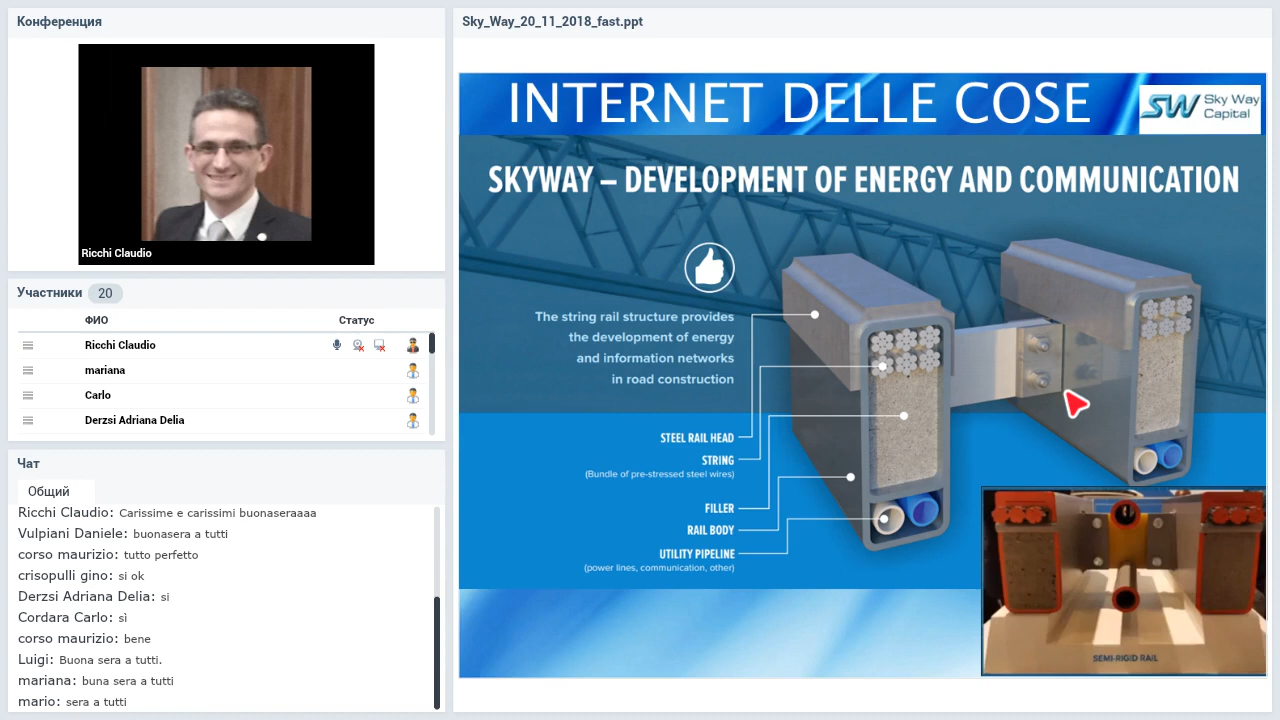 Конференция
Ricchi Claudio
Участники 20
ФИО Статус
Ricchi Claudio
mariana
Carlo
Derzsi Adriana Delia
Чат
Общий
Ricchi Claudio: Carissime e carissimi buonaseraaaa
Vulpiani Daniele: buonasera a tutti
corso maurizio: tutto perfetto
crisopulli gino: si ok
Derzsi Adriana Delia: si
Cordara Carlo: sì
corso maurizio: bene
Luigi: Buona sera a tutti.
mariana: buna sera a tutti
mario: sera a tutti
Sky_Way_20_11_2018_fast.ppt
INTERNET DELLE COSE
SW Sky Way
Capital
SKYWAY – DEVELOPMENT OF ENERGY AND COMMUNICATION
The string rail structure provides
the development of energy
and information networks
in road construction
STEEL RAIL HEAD
STRING
(Bundle of pre-stressed steel wires)
FILLER
RAIL BODY
UTILITY PIPELINE
(power lines, communication, other)
SEMI-RIGID RAIL